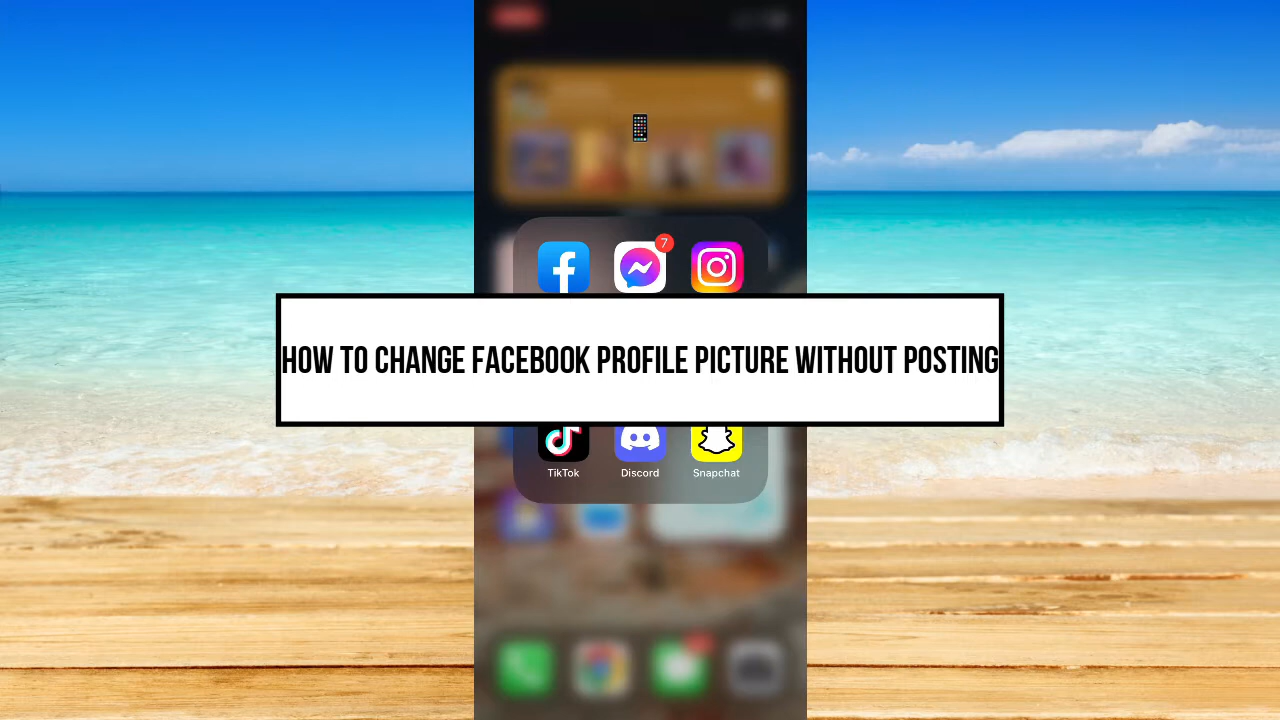 7
HOW TO CHANGE FACEBOOK PROFILE PICTURE WITHOUT POSTING
TikTok
Discord
Snapchat